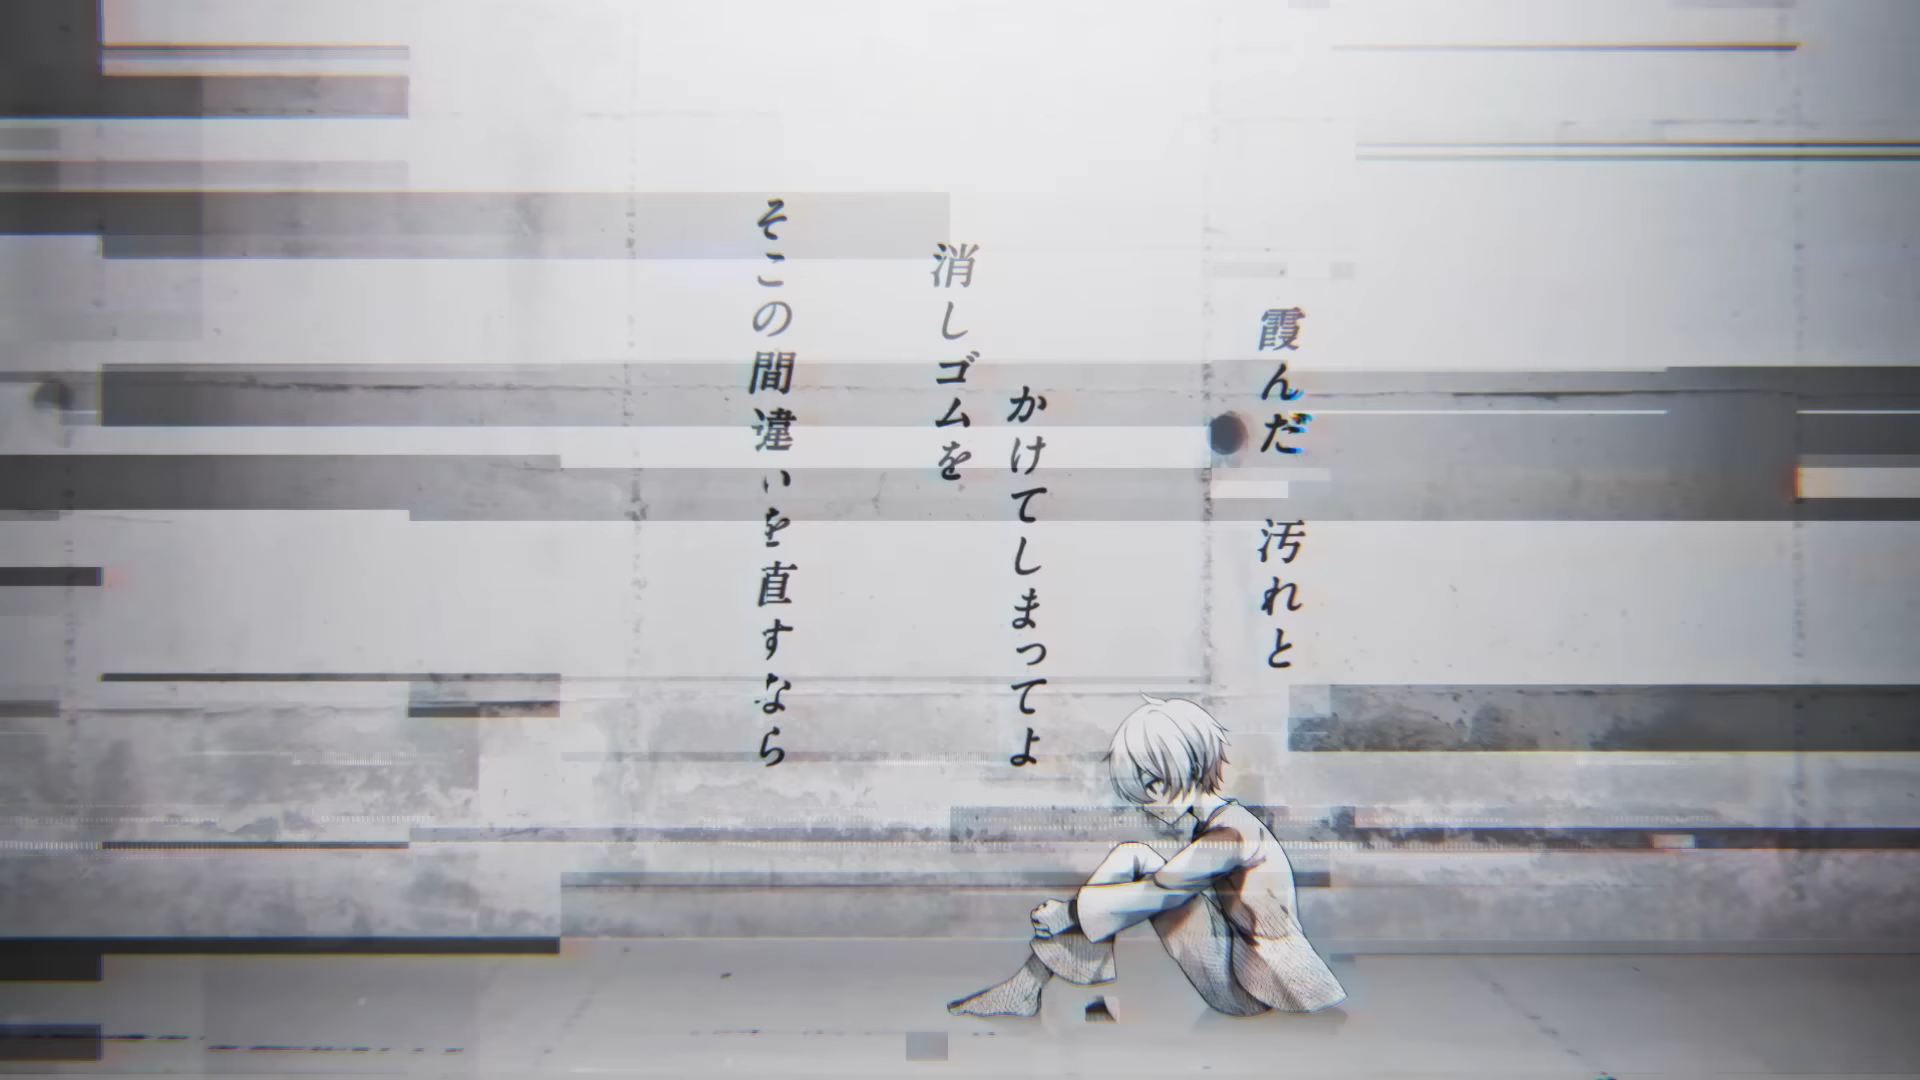 霞んだ　汚れと
かけてしまってよ
消しゴムを
そこの間違いを直すなら